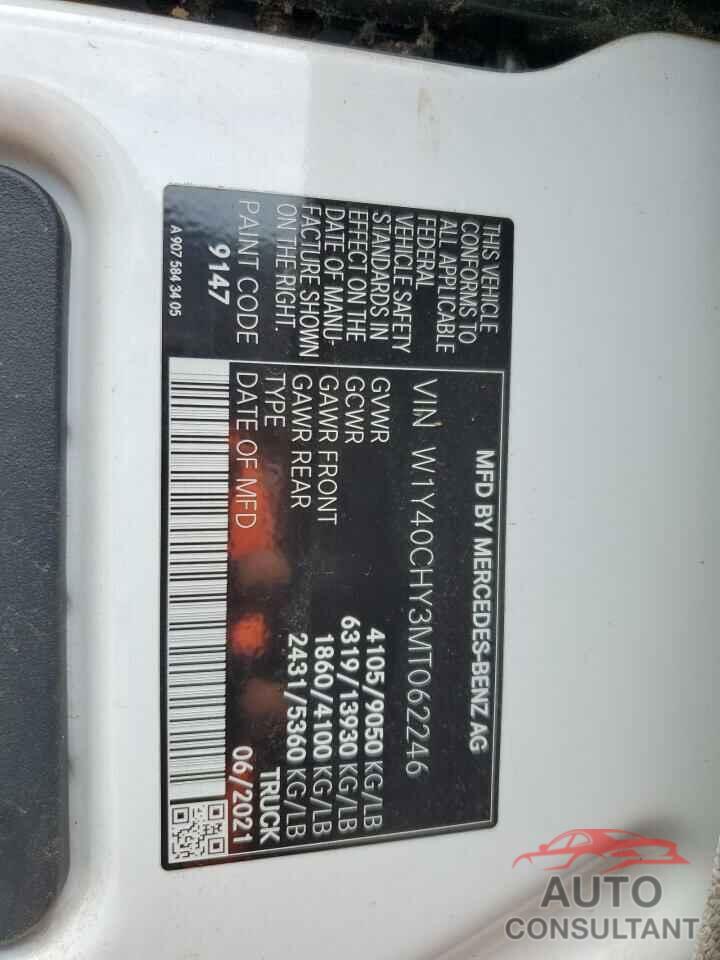 MFD BY MERCEDES-BENZ AG
VIN W1Y40CHY3MT062246
THIS VEHICLE
CONFORMS TO
ALL APPLICABLE
FEDERAL
VEHICLE SAFETY
STANDARDS IN
EFFECT ON THE
DATE OF MANU-
FACTURE SHOWN
ON THE RIGHT.
PAINT CODE
9147
GVWR 4105/9050 KG/LB
GCWR 6319/13930 KG/LB
GAWR FRONT 1860/4100 KG/LB
GAWR REAR 2431/5360 KG/LB
TYPE TRUCK
DATE OF MFD 06/2021
A 907 584 34 05
AUTO
CONSULTANT